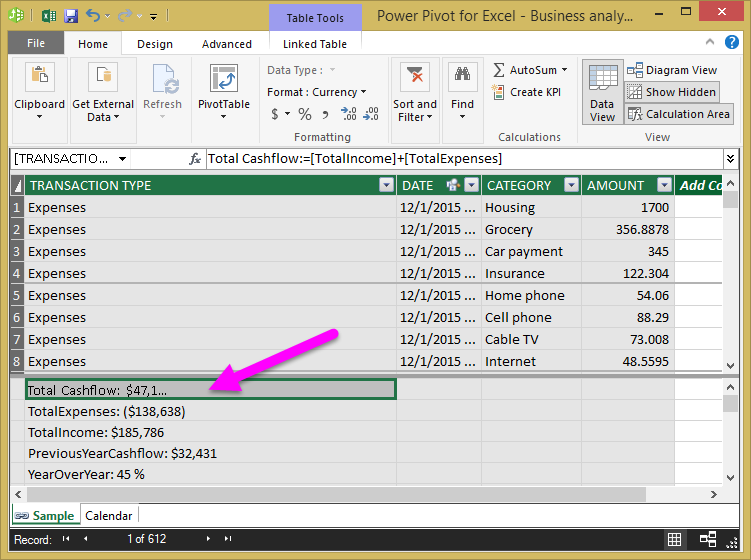 Table Tools
Power Pivot for Excel - Business analy...
File
Home
Design
Advanced
Linked Table
Clipboard
Get External
Data
Refresh
PivotTable
Data Type :
Format : Currency
$ % ,
.00
.0
Formatting
Sort and
Filter
Find
AutoSum
Create KPI
Calculations
Data
View
Diagram View
Show Hidden
Calculation Area
View
[TRANSACTIO... fx Total Cashflow:=[TotalIncome]+[TotalExpenses]
TRANSACTION TYPE DATE CATEGORY AMOUNT Add Co
1 Expenses 12/1/2015 ... Housing 1700
2 Expenses 12/1/2015 ... Grocery 356.8878
3 Expenses 12/1/2015 ... Car payment 345
4 Expenses 12/1/2015 ... Insurance 122.304
5 Expenses 12/1/2015 ... Home phone 54.06
6 Expenses 12/1/2015 ... Cell phone 88.29
7 Expenses 12/1/2015 ... Cable TV 73.008
8 Expenses 12/1/2015 ... Internet 48.5595
Total Cashflow: $47,1...
TotalExpenses: ($138,638)
TotalIncome: $185,786
PreviousYearCashflow: $32,431
YearOverYear: 45 %
Sample Calendar
Record: 1 of 612